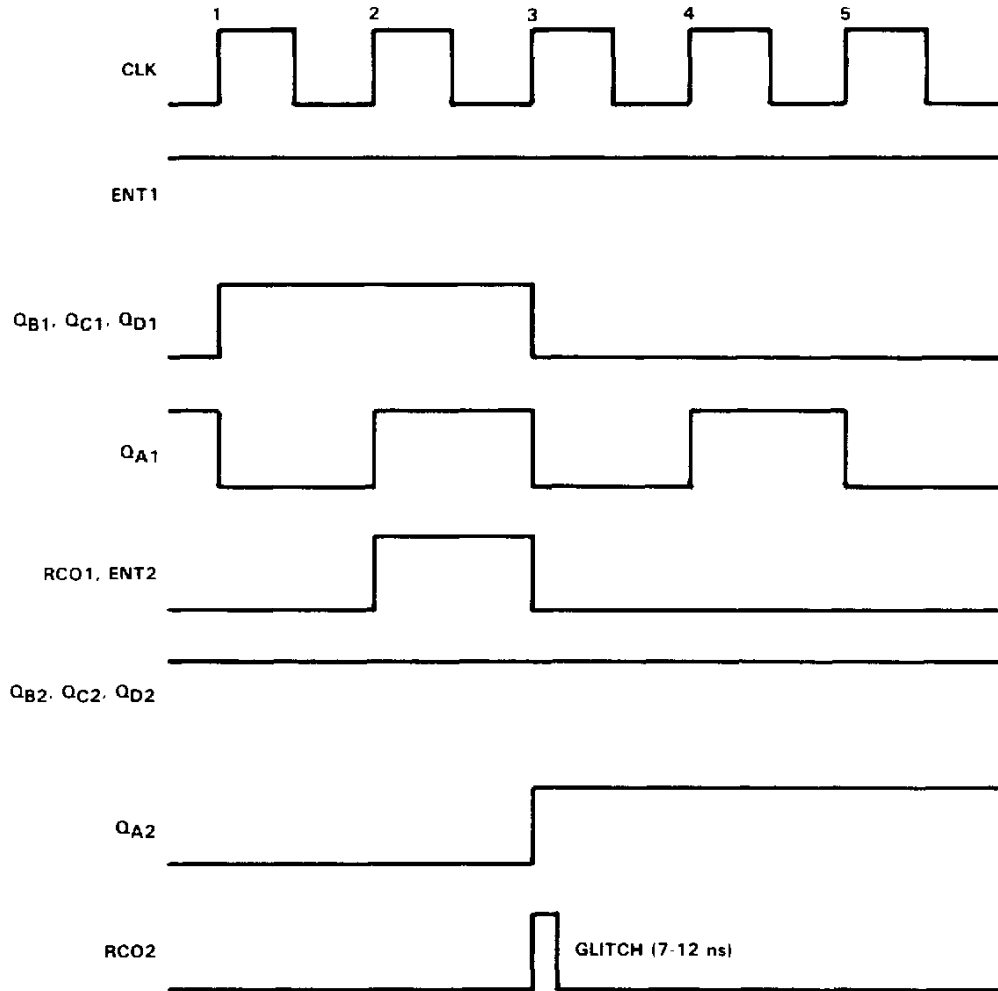 1 2 3 4 5
CLK
ENT1
QB1, QC1, QD1
QA1
RCO1, ENT2
QB2, QC2, QD2
QA2
RCO2 GLITCH (7-12 ns)